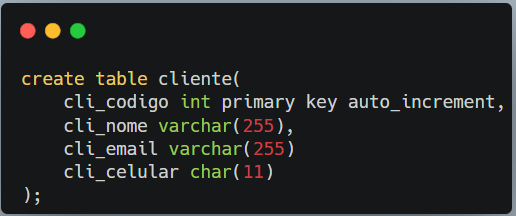 create table cliente(
    cli_codigo int primary key auto_increment,
    cli_nome varchar(255),
    cli_email varchar(255)
    cli_celular char(11)
);